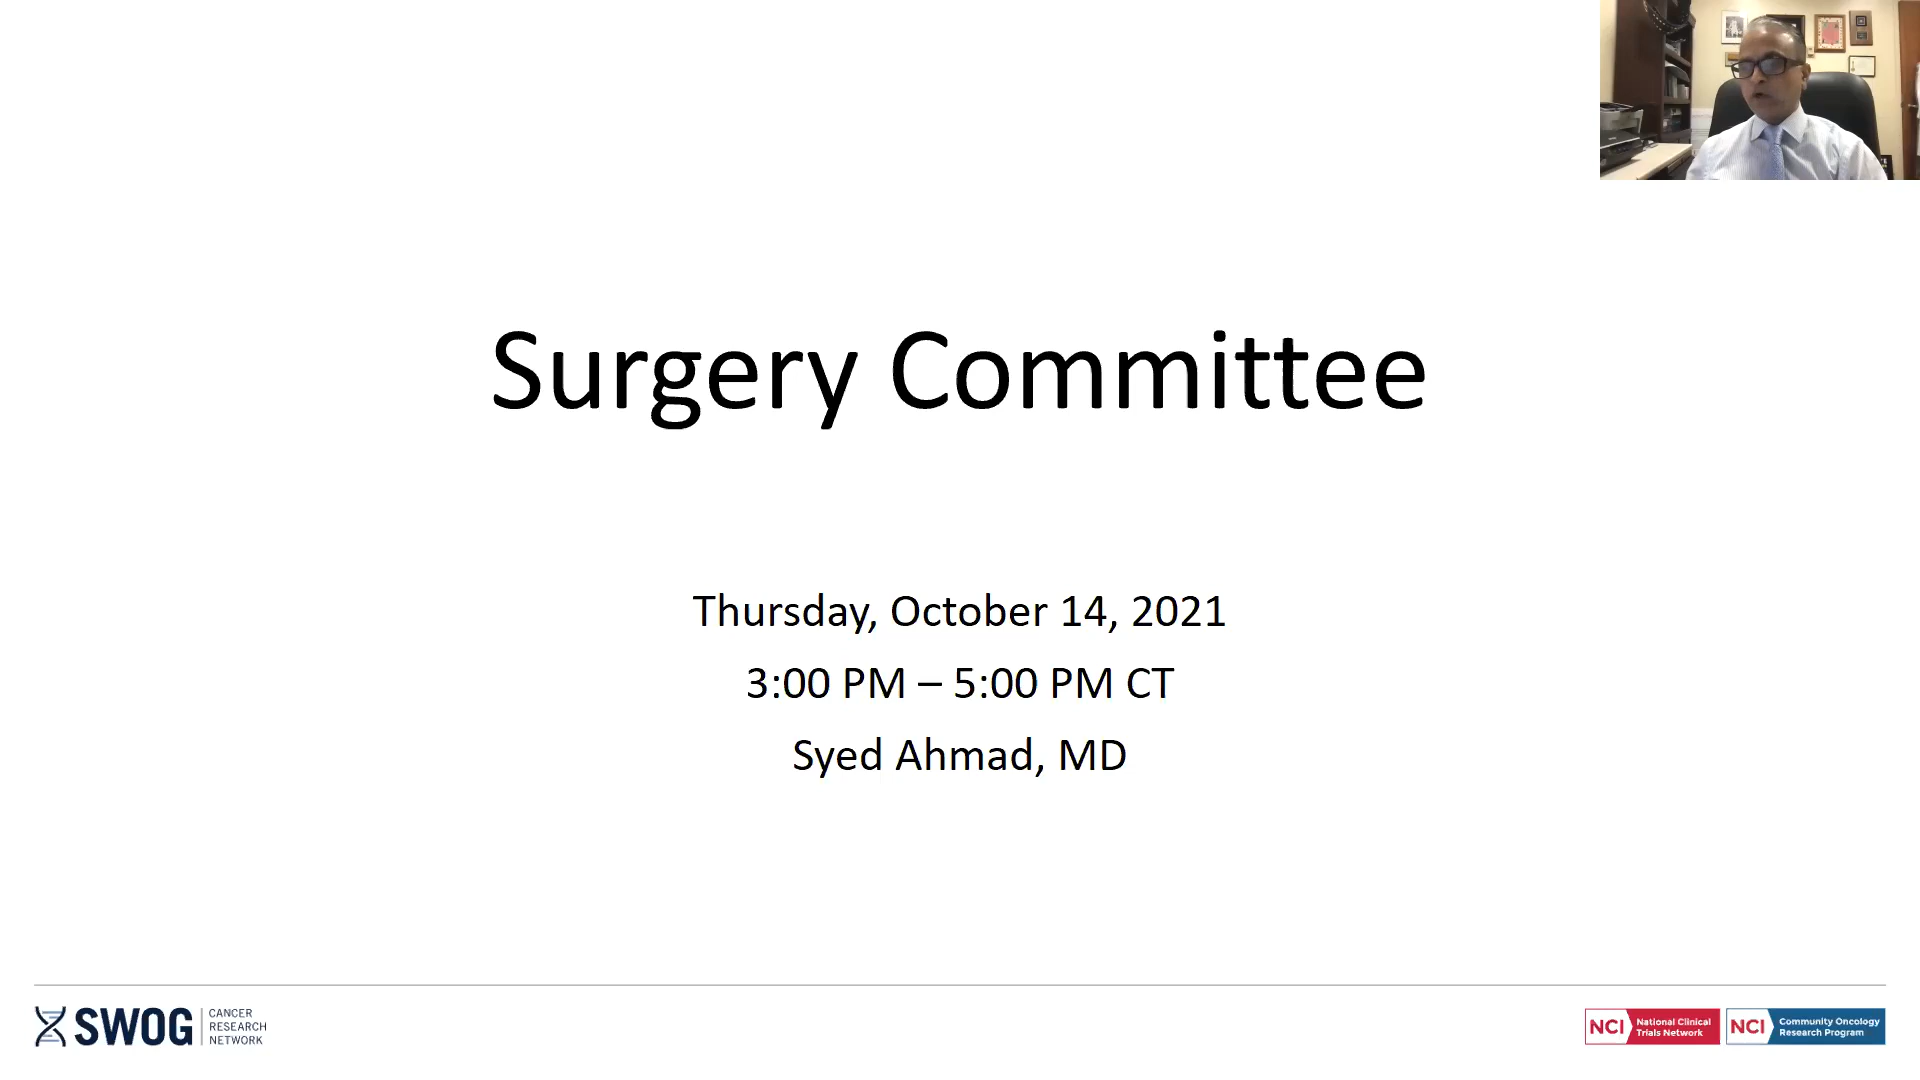 Surgery Committee
Thursday, October 14, 2021
3:00 PM – 5:00 PM CT
Syed Ahmad, MD
SWOG
CANCER
RESEARCH
NETWORK
NCI
National Clinical
Trials Network
NCI
Community Oncology
Research Program